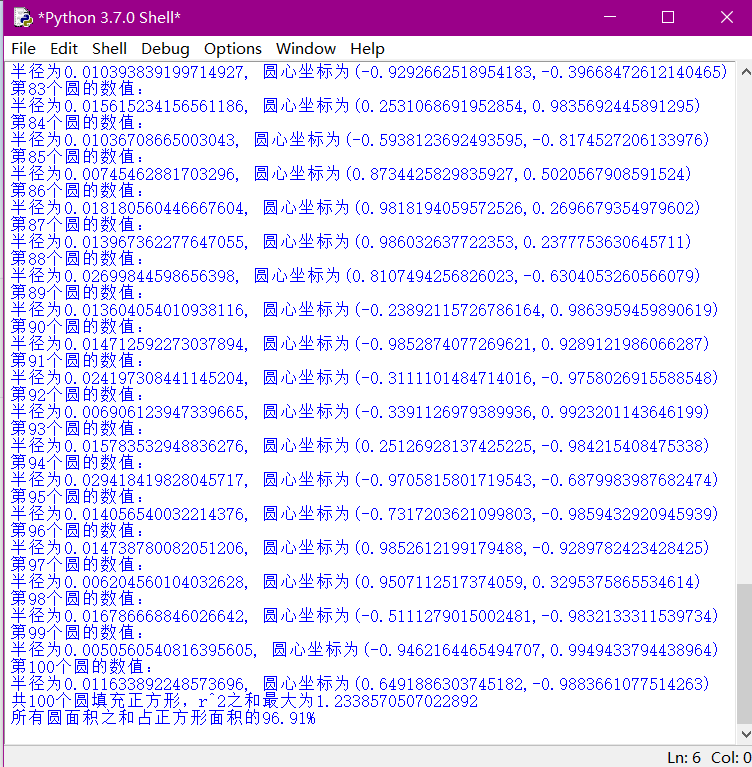 *Python 3.7.0 Shell*
File Edit Shell Debug Options Window Help
半径为0.010393839199714927, 圆心坐标为(-0.9292662518954183,-0.39668472612140465)
第83个圆的数值:
半径为0.015615234156561186, 圆心坐标为(0.2531068691952854,0.9835692445891295)
第84个圆的数值:
半径为0.01036708665003043, 圆心坐标为(-0.5938123692493595,-0.8174527206133976)
第85个圆的数值:
半径为0.00745462881703296, 圆心坐标为(0.8734425829835927,0.5020567908591524)
第86个圆的数值:
半径为0.018180560446667604, 圆心坐标为(0.9818194059572526,0.2696679354979602)
第87个圆的数值:
半径为0.013967362277647055, 圆心坐标为(0.986032637722353,0.2377753630645711)
第88个圆的数值:
半径为0.02699844598656398, 圆心坐标为(0.8107494256826023,-0.6304053260566079)
第89个圆的数值:
半径为0.013604054010938116, 圆心坐标为(-0.23892115726786164,0.9863959459890619)
第90个圆的数值:
半径为0.014712592273037894, 圆心坐标为(-0.9852874077269621,0.9289121986066287)
第91个圆的数值:
半径为0.024197308441145204, 圆心坐标为(-0.3111101484714016,-0.9758026915588548)
第92个圆的数值:
半径为0.006906123947339665, 圆心坐标为(-0.3391126979389936,0.9923201143646199)
第93个圆的数值:
半径为0.015783532948836276, 圆心坐标为(0.25126928137425225,-0.984215408475338)
第94个圆的数值:
半径为0.029418419828045717, 圆心坐标为(-0.9705815801719543,-0.6879983987682474)
第95个圆的数值:
半径为0.014056540032214376, 圆心坐标为(-0.7317203621099803,-0.9859432920945939)
第96个圆的数值:
半径为0.014738780082051206, 圆心坐标为(0.9852612199179488,-0.9289782423428425)
第97个圆的数值:
半径为0.006204560104032628, 圆心坐标为(0.9507112517374059,0.3295375865534614)
第98个圆的数值:
半径为0.016786668846026642, 圆心坐标为(-0.5111279015002481,-0.9832133311539734)
第99个圆的数值:
半径为0.0050560540816395605, 圆心坐标为(-0.9462164465494707,0.9949433794438964)
第100个圆的数值:
半径为0.011633892248573696, 圆心坐标为(0.6491886303745182,-0.9883661077514263)
共100个圆填充正方形, r^2之和最大为1.2338570507022892
所有圆面积之和占正方形面积的96.91%
Ln: 6 Col: 0